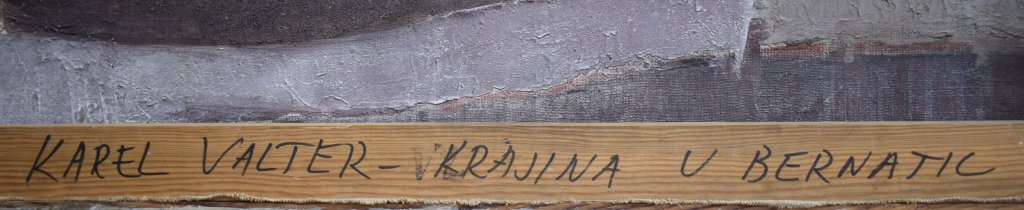 KAREL VALTER – KRAJINA U BERNATIC